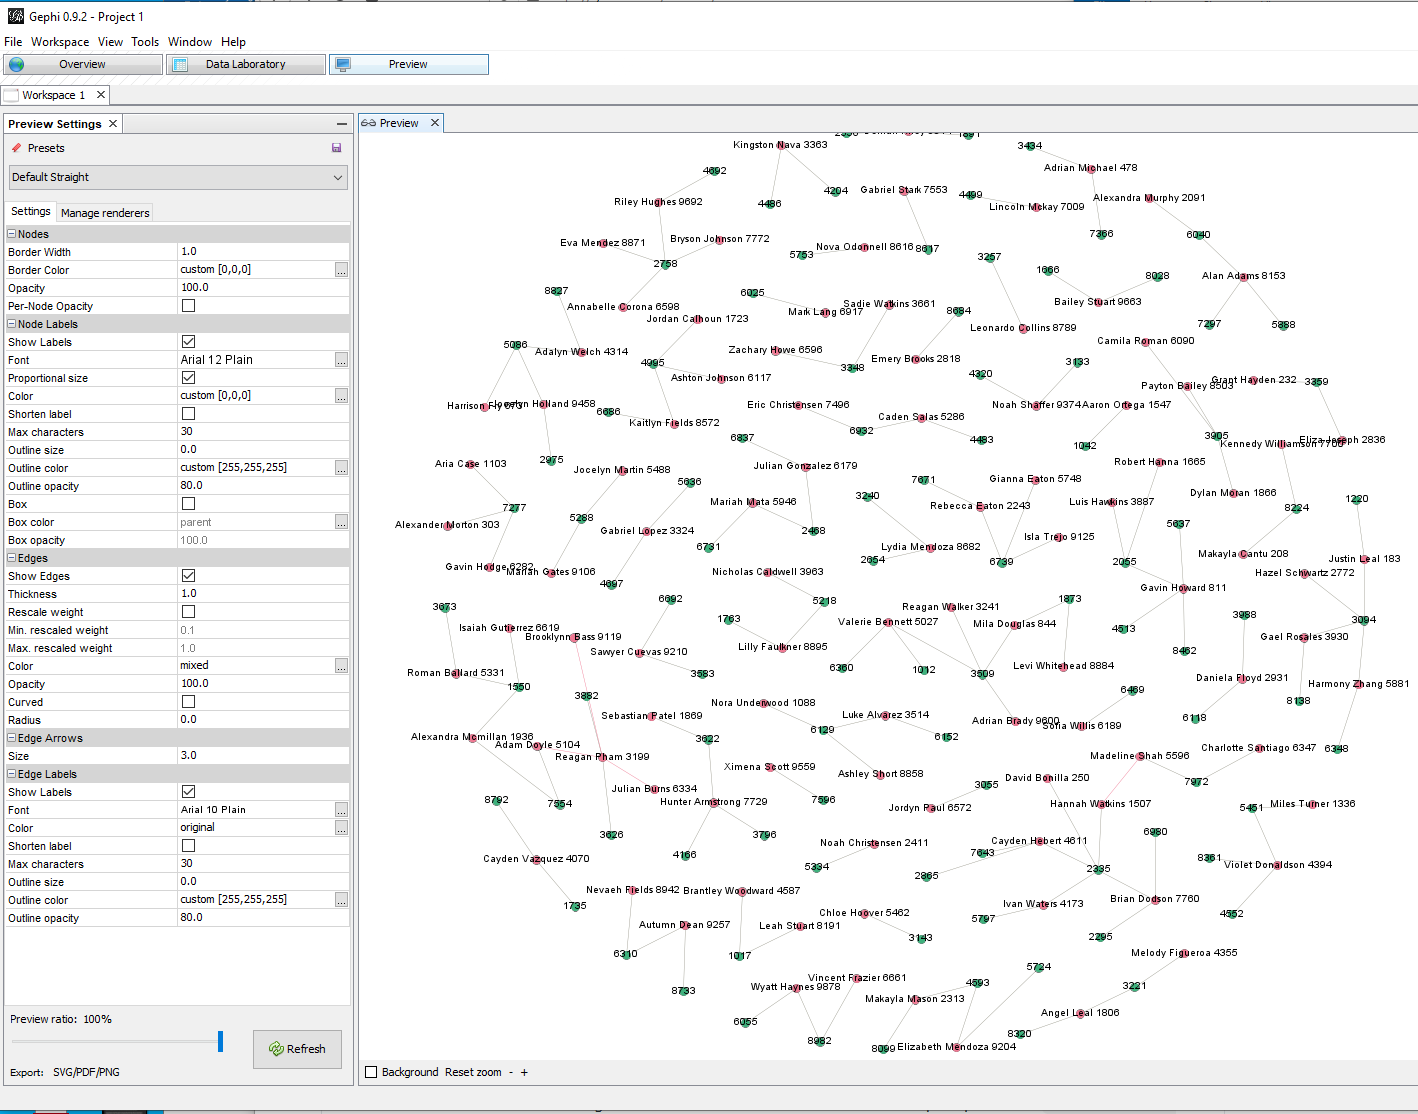 Gephi 0.9.2 - Project 1
File Workspace View Tools Window Help
Overview
Data Laboratory
Preview
Workspace 1
Preview Settings
Presets
Default Straight
Settings
Manage renderers
Nodes
Border Width 1.0
Border Color custom [0,0,0] ...
Opacity 100.0
Per-Node Opacity
Node Labels
Show Labels
Font Arial 12 Plain ...
Proportional size
Color custom [0,0,0] ...
Shorten label
Max characters 30
Outline size 0.0
Outline color custom [255,255,255] ...
Outline opacity 80.0
Box
Box color parent ...
Box opacity 100.0
Edges
Show Edges
Thickness 1.0
Rescale weight
Min. rescaled weight 0.1
Max. rescaled weight 1.0
Color mixed ...
Opacity 100.0
Curved
Radius 0.0
Edge Arrows
Size 3.0
Edge Labels
Show Labels
Font Arial 10 Plain ...
Color original ...
Shorten label
Max characters 30
Outline size 0.0
Outline color custom [255,255,255] ...
Outline opacity 80.0
Preview ratio: 100%
Refresh
Export: SVG/PDF/PNG
Preview
Kingston Nava 3363
3434
Adrian Michael 478
4692
4204
Gabriel Stark 7553
4499
Alexandra Murphy 2091
Riley Hughes 9692
4486
Lincoln Mckay 7009
7366
6040
Eva Mendez 8871
Bryson Johnson 7772
Nova Odonnell 8616
8617
5753
3257
2758
1666
8028
Alan Adams 8153
8827
6025
Annabelle Corona 6598
Sadie Watkins 3661
Bailey Stuart 9663
Mark Lang 6917
8684
Jordan Calhoun 1723
Leonardo Collins 8789
7297
5888
5086
Adalyn Welch 4314
Zachary Howe 6596
Emery Brooks 2818
Camila Roman 6090
4995
3348
4320
3133
Ashton Johnson 6117
Payton Bailey 8503
Grant Hayden 232
3359
Jocelyn Holland 9458
6686
Eric Christensen 7496
Noah Shaffer 9374
Aaron Ortega 1547
Kaitlyn Fields 8572
Caden Salas 5286
6932
6837
4483
1042
3905
Kennedy Williamson 7700
Eliza Joseph 2836
Aria Case 1103
2975
Jocelyn Martin 5488
Julian Gonzalez 6179
Robert Hanna 1665
5636
7671
Gianna Eaton 5748
Dylan Moran 1866
3240
1220
Mariah Mata 5946
Rebecca Eaton 2243
Luis Hawkins 3887
7277
8224
Alexander Morton 303
5288
Gabriel Lopez 3324
2468
5637
Isla Trejo 9125
6731
Lydia Mendoza 8682
Makayla Cantu 208
Justin Leal 183
Gavin Hodge 6282
Mariah Gates 9106
Nicholas Caldwell 3963
2654
6739
2055
Hazel Schwartz 2772
4697
Gavin Howard 811
3673
6692
5218
Reagan Walker 3241
1873
3988
1763
Valerie Bennett 5027
Mila Douglas 844
4513
3094
Isaiah Gutierrez 6619
Brooklynn Bass 9119
Gael Rosales 3930
Sawyer Cuevas 9210
Lilly Faulkner 8895
8462
Roman Ballard 5331
3583
6360
1012
3509
Levi Whitehead 8884
Daniela Floyd 2931
Harmony Zhang 5881
1550
3882
Nora Underwood 1088
6469
8138
Sebastian Patel 1869
Luke Alvarez 3514
Adrian Brady 9600
Sofia Willis 6189
6118
Alexandra Mcmillan 1936
Adam Doyle 5104
3622
6129
6152
Charlotte Santiago 6347
6348
Reagan Pham 3199
Ximena Scott 9559
Madeline Shah 5596
Ashley Short 8858
David Bonilla 250
7972
Julian Burns 6334
3055
8792
7554
Hunter Armstrong 7729
7596
Jordyn Paul 6572
Hannah Watkins 1507
5451
Miles Turner 1336
3626
3796
Noah Christensen 2411
Cayden Hebert 4611
6980
Cayden Vazquez 4070
4166
5334
7643
8361
Violet Donaldson 4394
2865
2335
Nevaeh Fields 8942
Brantley Woodward 4587
Ivan Waters 4173
Brian Dodson 7760
1735
Chloe Hoover 5462
5797
4552
Autumn Dean 9257
Leah Stuart 8191
3143
2295
6310
1017
Melody Figueroa 4355
5724
8733
Wyatt Haynes 9878
Vincent Frazier 6661
4593
3221
Makayla Mason 2313
6055
Angel Leal 1806
8982
8320
8099
Elizabeth Mendoza 9204
Background Reset zoom - +